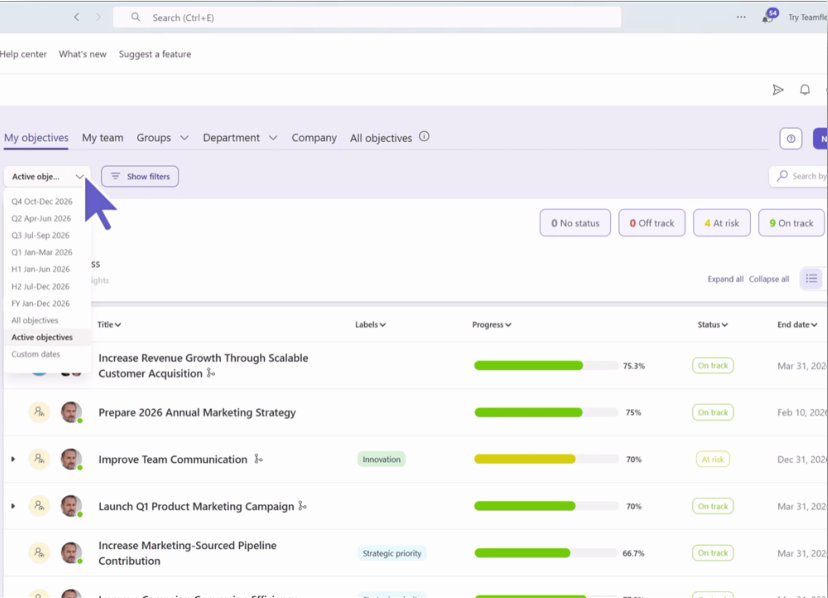 Search (Ctrl+E)
54
Try Teamfle
Help center What's new Suggest a feature
My objectives My team Groups Department Company All objectives
N
Active obje... Show filters
Search by
Q4 Oct-Dec 2026
Q2 Apr-Jun 2026
Q3 Jul-Sep 2026
Q1 Jan-Mar 2026
H1 Jan-Jun 2026
H2 Jul-Dec 2026
FY Jan-Dec 2026
All objectives
Active objectives
Custom dates
0 No status 0 Off track 4 At risk 9 On track
ss
ights
Expand all Collapse all
Title Labels Progress Status End date
Increase Revenue Growth Through Scalable
Customer Acquisition
75.3% On track Mar 31, 202
Prepare 2026 Annual Marketing Strategy 75% On track Feb 10, 202
Improve Team Communication Innovation 70% At risk Dec 31, 202
Launch Q1 Product Marketing Campaign 70% On track Mar 31, 202
Increase Marketing-Sourced Pipeline
Contribution
Strategic priority 66.7% On track Mar 31, 202